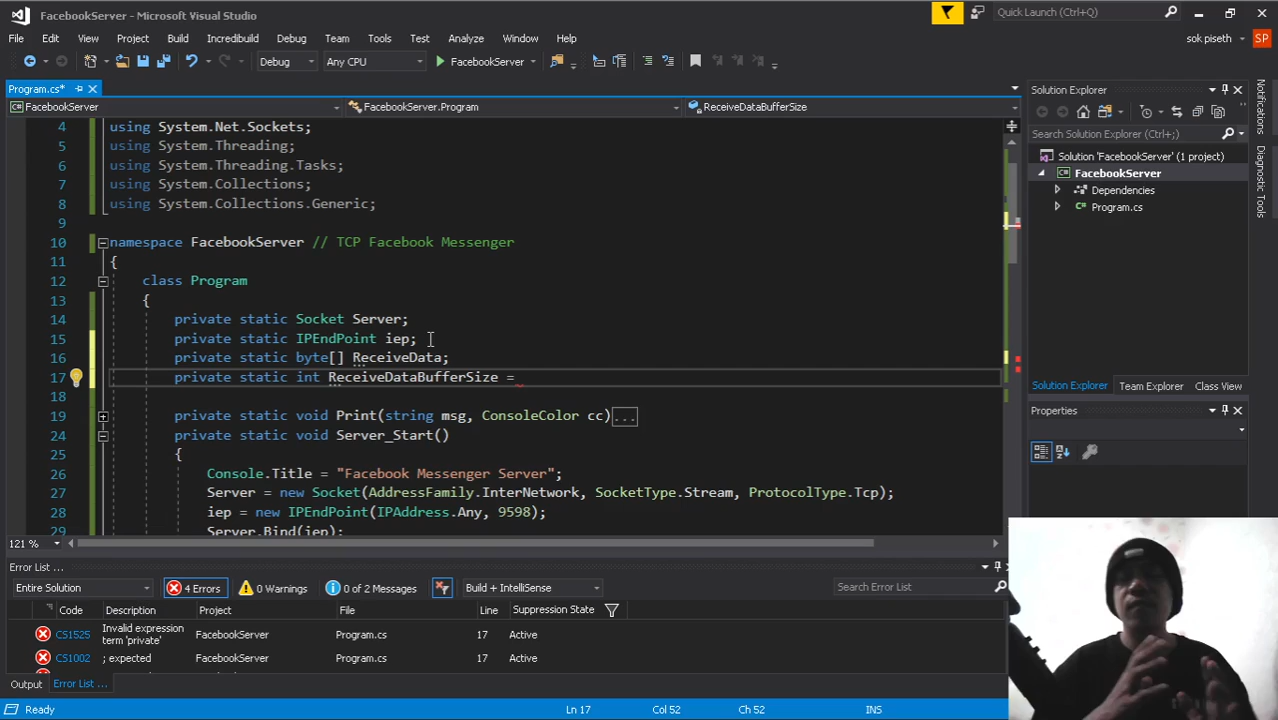 FacebookServer - Microsoft Visual Studio
Quick Launch (Ctrl+Q)
File Edit View Project Build Incredibuild Debug Team Tools Test Analyze Window Help
sok piseth SP
Debug Any CPU FacebookServer
Program.cs*
FacebookServer FacebookServer.Program ReceiveDataBufferSize
4 using System.Net.Sockets;
5 using System.Threading;
6 using System.Threading.Tasks;
7 using System.Collections;
8 using System.Collections.Generic;
9
10 namespace FacebookServer // TCP Facebook Messenger
11 {
12 class Program
13 {
14 private static Socket Server;
15 private static IPEndPoint iep;
16 private static byte[] ReceiveData;
17 private static int ReceiveDataBufferSize =
18
19 private static void Print(string msg, ConsoleColor cc)...
24 private static void Server_Start()
25 {
26 Console.Title = "Facebook Messenger Server";
27 Server = new Socket(AddressFamily.InterNetwork, SocketType.Stream, ProtocolType.Tcp);
28 iep = new IPEndPoint(IPAddress.Any, 9598);
29 Server.Bind(iep);
121 %
Solution Explorer
Search Solution Explorer (Ctrl+;)
Solution 'FacebookServer' (1 project)
FacebookServer
Dependencies
Program.cs
Solution Explorer Team Explorer Class View
Properties
Notifications
Diagnostic Tools
Error List ...
Entire Solution 4 Errors 0 Warnings 0 of 2 Messages Build + IntelliSense Search Error List
Code Description Project File Line Suppression State
CS1525 Invalid expression term 'private' FacebookServer Program.cs 17 Active
CS1002 ; expected FacebookServer Program.cs 17 Active
Output Error List ...
Ready Ln 17 Col 52 Ch 52 INS